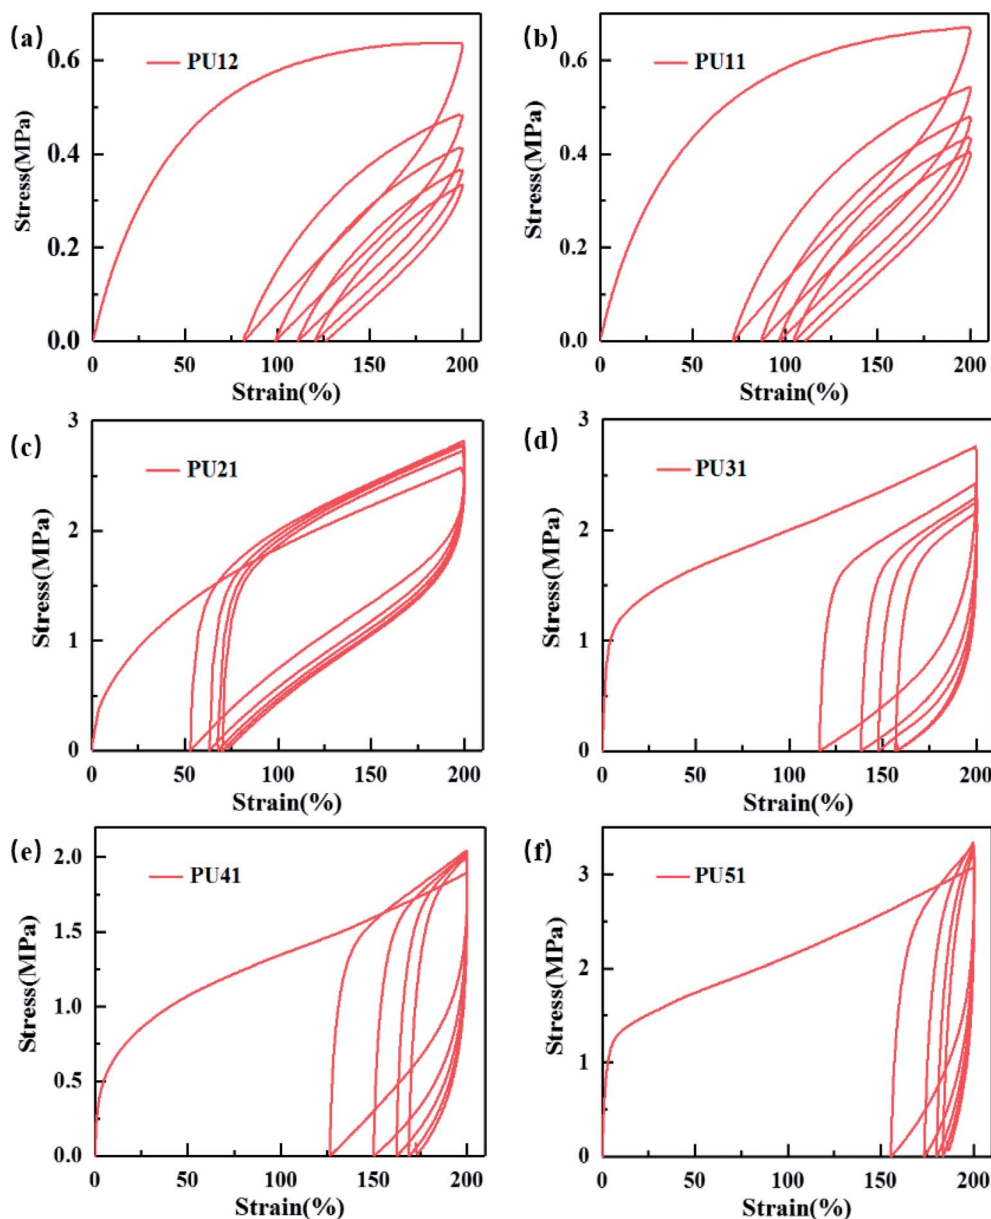 (a)
PU12
Stress(MPa)
0.6
0.4
0.2
0.0
0 50 100 150 200
Strain(%)
(b)
PU11
Stress(MPa)
0.6
0.4
0.2
0.0
0 50 100 150 200
Strain(%)
(c)
PU21
Stress(MPa)
3
2
1
0
0 50 100 150 200
Strain(%)
(d)
PU31
Stress(MPa)
3
2
1
0
0 50 100 150 200
Strain(%)
(e)
PU41
Stress(MPa)
2.0
1.5
1.0
0.5
0.0
0 50 100 150 200
Strain(%)
(f)
PU51
Stress(MPa)
3
2
1
0
0 50 100 150 200
Strain(%)